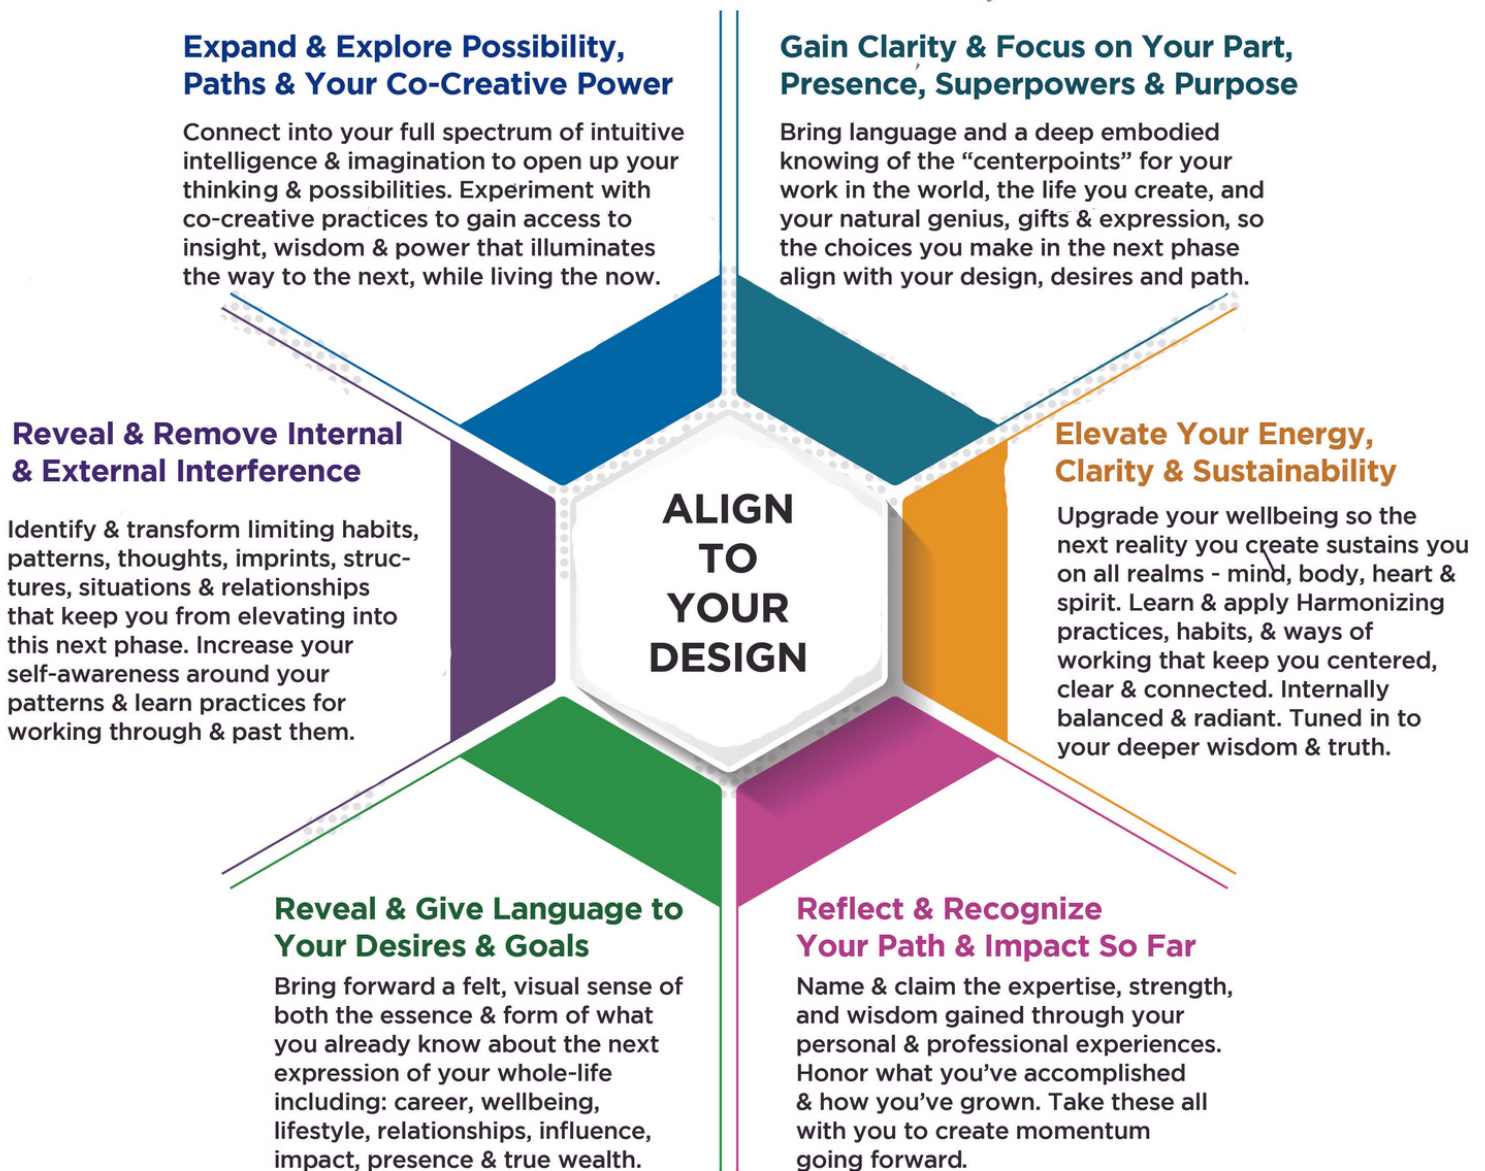 Expand & Explore Possibility,
Paths & Your Co-Creative Power
Connect into your full spectrum of intuitive
intelligence & imagination to open up your
thinking & possibilities. Experiment with
co-creative practices to gain access to
insight, wisdom & power that illuminates
the way to the next, while living the now.
Gain Clarity & Focus on Your Part,
Presence, Superpowers & Purpose
Bring language and a deep embodied
knowing of the “centerpoints” for your
work in the world, the life you create, and
your natural genius, gifts & expression, so
the choices you make in the next phase
align with your design, desires and path.
Reveal & Remove Internal
& External Interference
Identify & transform limiting habits,
patterns, thoughts, imprints, struc-
tures, situations & relationships
that keep you from elevating into
this next phase. Increase your
self-awareness around your
patterns & learn practices for
working through & past them.
ALIGN
TO
YOUR
DESIGN
Elevate Your Energy,
Clarity & Sustainability
Upgrade your wellbeing so the
next reality you create sustains you
on all realms - mind, body, heart &
spirit. Learn & apply Harmonizing
practices, habits, & ways of
working that keep you centered,
clear & connected. Internally
balanced & radiant. Tuned in to
your deeper wisdom & truth.
Reveal & Give Language to
Your Desires & Goals
Bring forward a felt, visual sense of
both the essence & form of what
you already know about the next
expression of your whole-life
including: career, wellbeing,
lifestyle, relationships, influence,
impact, presence & true wealth.
Reflect & Recognize
Your Path & Impact So Far
Name & claim the expertise, strength,
and wisdom gained through your
personal & professional experiences.
Honor what you’ve accomplished
& how you’ve grown. Take these all
with you to create momentum
going forward.